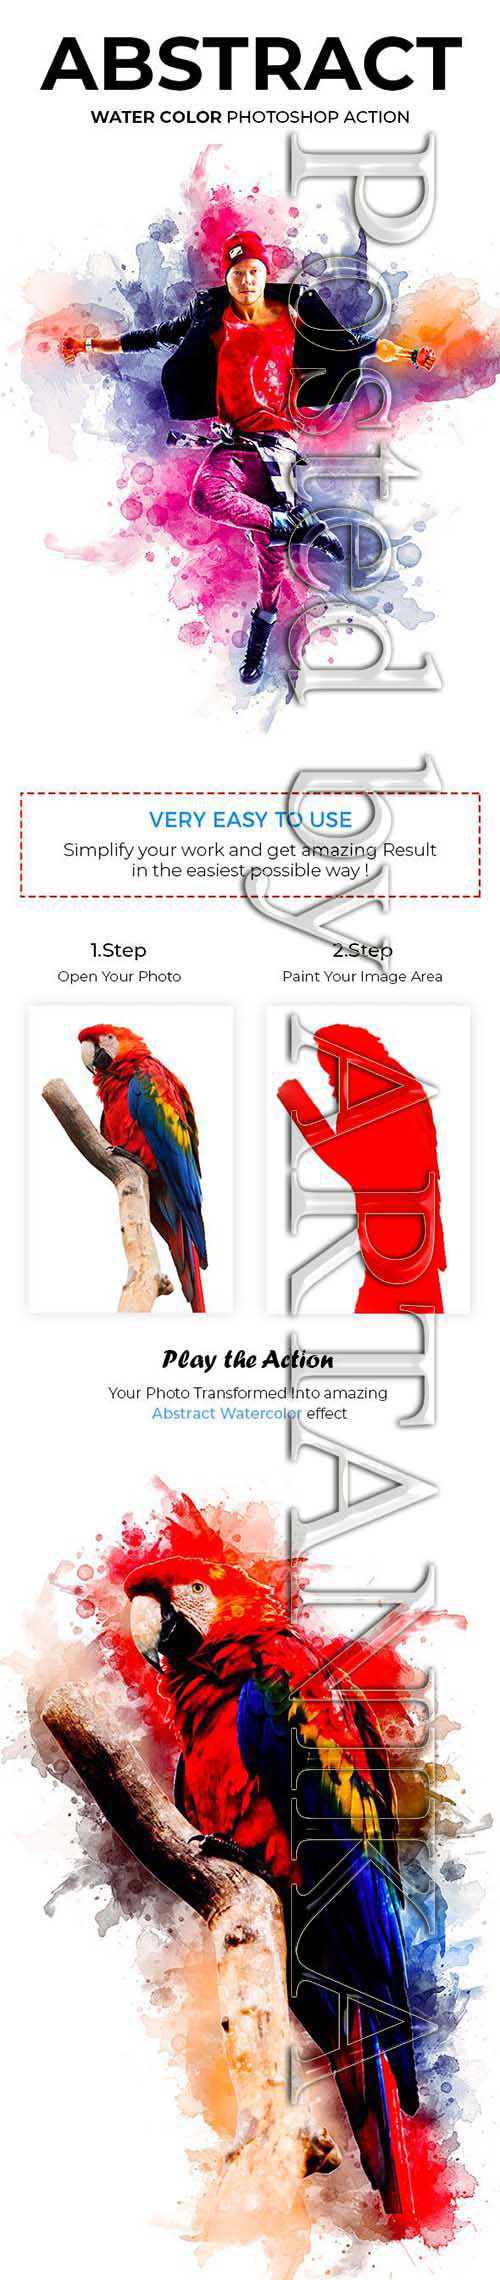 ABSTRACT
WATER COLOR PHOTOSHOP ACTION
Posted by ARTANIKA
VERY EASY TO USE
Simplify your work and get amazing Result
in the easiest possible way !
1.Step
Open Your Photo
2.Step
Paint Your Image Area
Play the Action
Your Photo Transformed Into amazing
Abstract Watercolor effect